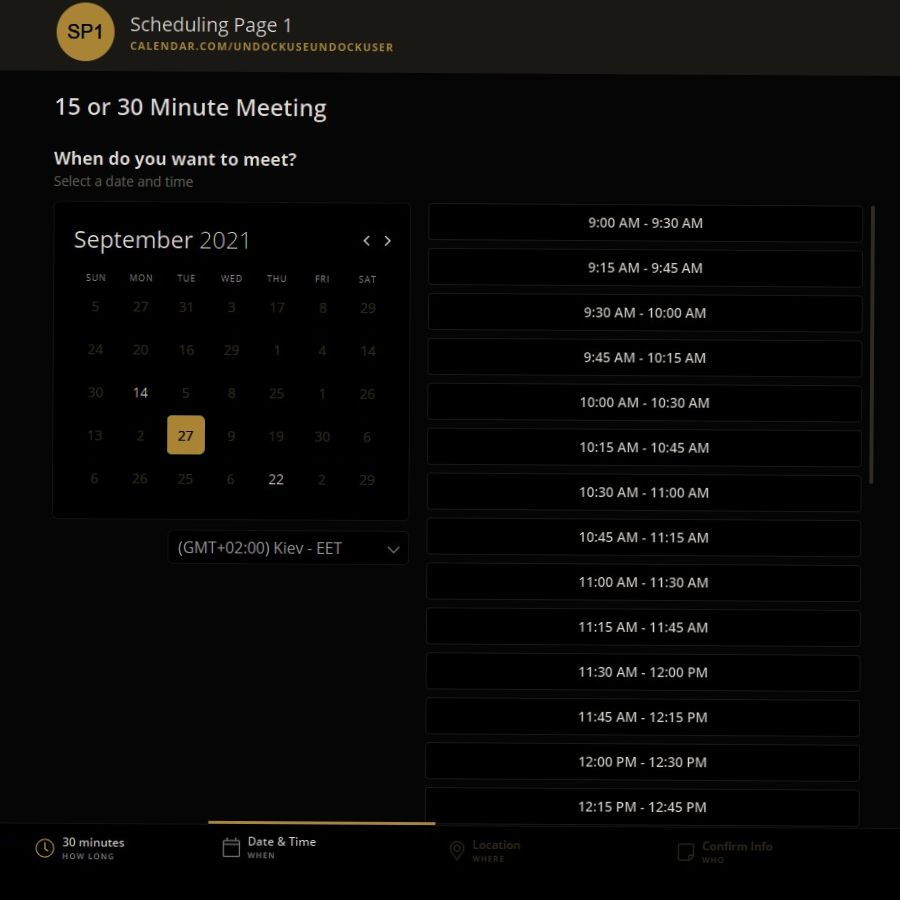 SP1
Scheduling Page 1
CALENDAR.COM/UNDOCKUSEUNDOCKUSER
15 or 30 Minute Meeting
When do you want to meet?
Select a date and time
September 2021
SUN MON TUE WED THU FRI SAT
5 27 31 3 17 8 29
24 20 16 29 1 4 14
30 14 5 8 25 1 26
13 2 27 9 19 30 6
6 26 25 6 22 2 29
(GMT+02:00) Kiev - EET
9:00 AM - 9:30 AM
9:15 AM - 9:45 AM
9:30 AM - 10:00 AM
9:45 AM - 10:15 AM
10:00 AM - 10:30 AM
10:15 AM - 10:45 AM
10:30 AM - 11:00 AM
10:45 AM - 11:15 AM
11:00 AM - 11:30 AM
11:15 AM - 11:45 AM
11:30 AM - 12:00 PM
11:45 AM - 12:15 PM
12:00 PM - 12:30 PM
12:15 PM - 12:45 PM
30 minutes
HOW LONG
Date & Time
WHEN
Location
WHERE
Confirm Info
WHO